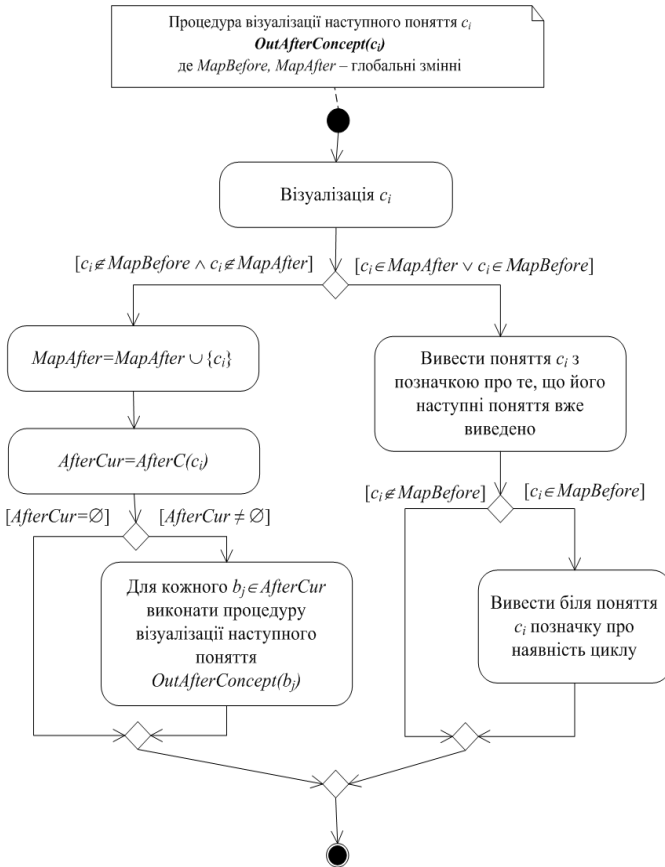 Процедура візуалізації наступного поняття cᵢ
OutAfterConcept(cᵢ)
де MapBefore, MapAfter – глобальні змінні
Візуалізація cᵢ
[cᵢ∉MapBefore ∧ cᵢ∉MapAfter]
[cᵢ∈MapAfter ∨ cᵢ∈MapBefore]
MapAfter=MapAfter ∪ {cᵢ}
AfterCur=AfterC(cᵢ)
[AfterCur=∅]
[AfterCur ≠ ∅]
Для кожного bⱼ∈AfterCur
виконати процедуру
візуалізації наступного
поняття
OutAfterConcept(bⱼ)
Вивести поняття cᵢ з
позначкою про те, що його
наступні поняття вже
виведено
[cᵢ∉MapBefore]
[cᵢ∈MapBefore]
Вивести біля поняття
cᵢ позначку про
наявність циклу